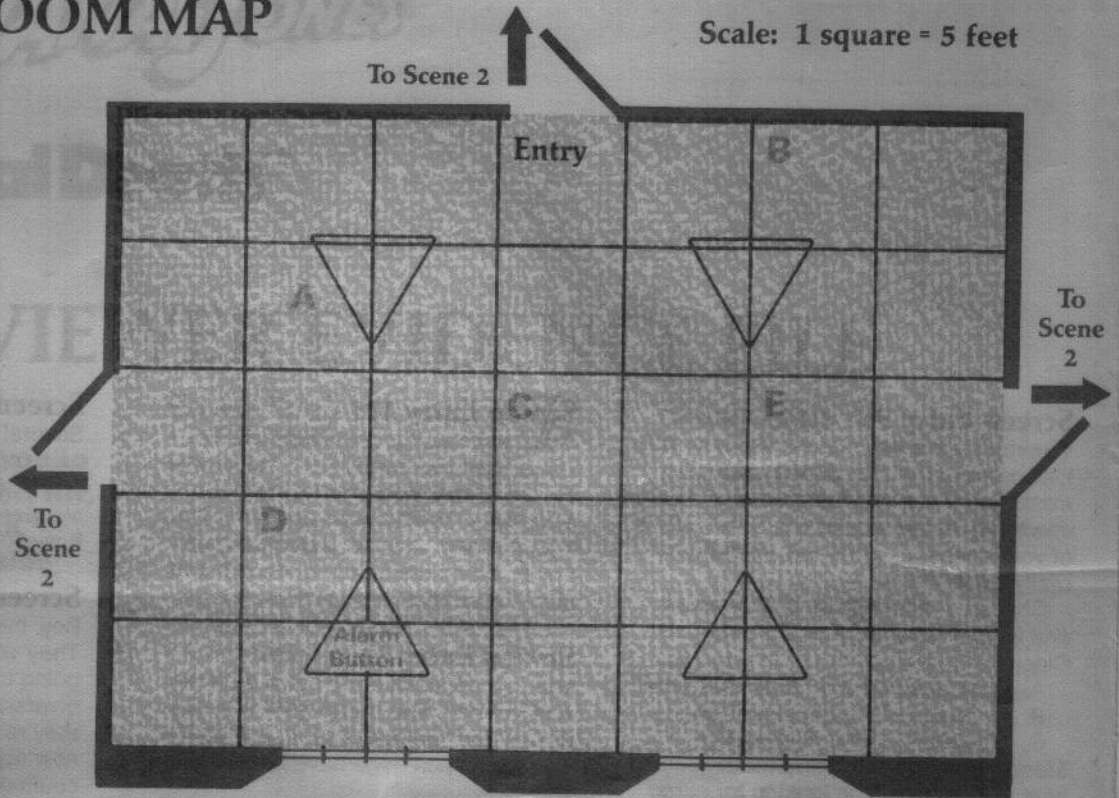 OOM MAP
Scale: 1 square = 5 feet
To Scene 2
Entry
B
A
To
Scene
2
C
E
To
Scene
2
D
Alarm
Button